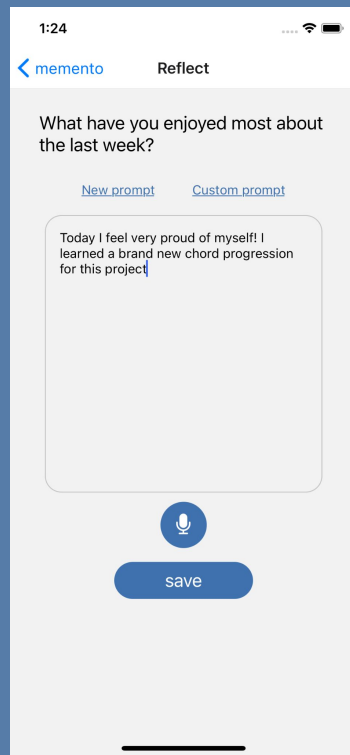 1:24
memento
Reflect
What have you enjoyed most about
the last week?
New prompt
Custom prompt
Today I feel very proud of myself! I
learned a brand new chord progression
for this project
save